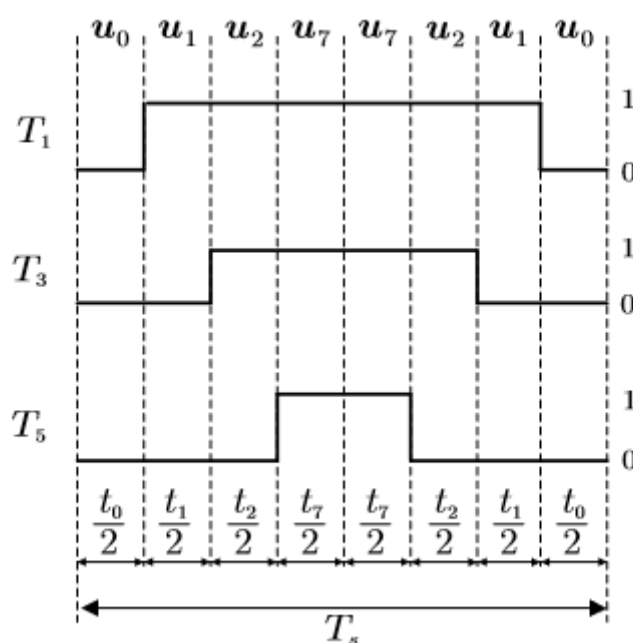 u₀ u₁ u₂ u₇ u₇ u₂ u₁ u₀
T₁ 1
0
T₃ 1
0
T₅ 1
0
t₀/2 t₁/2 t₂/2 t₇/2 t₇/2 t₂/2 t₁/2 t₀/2
Tₛ